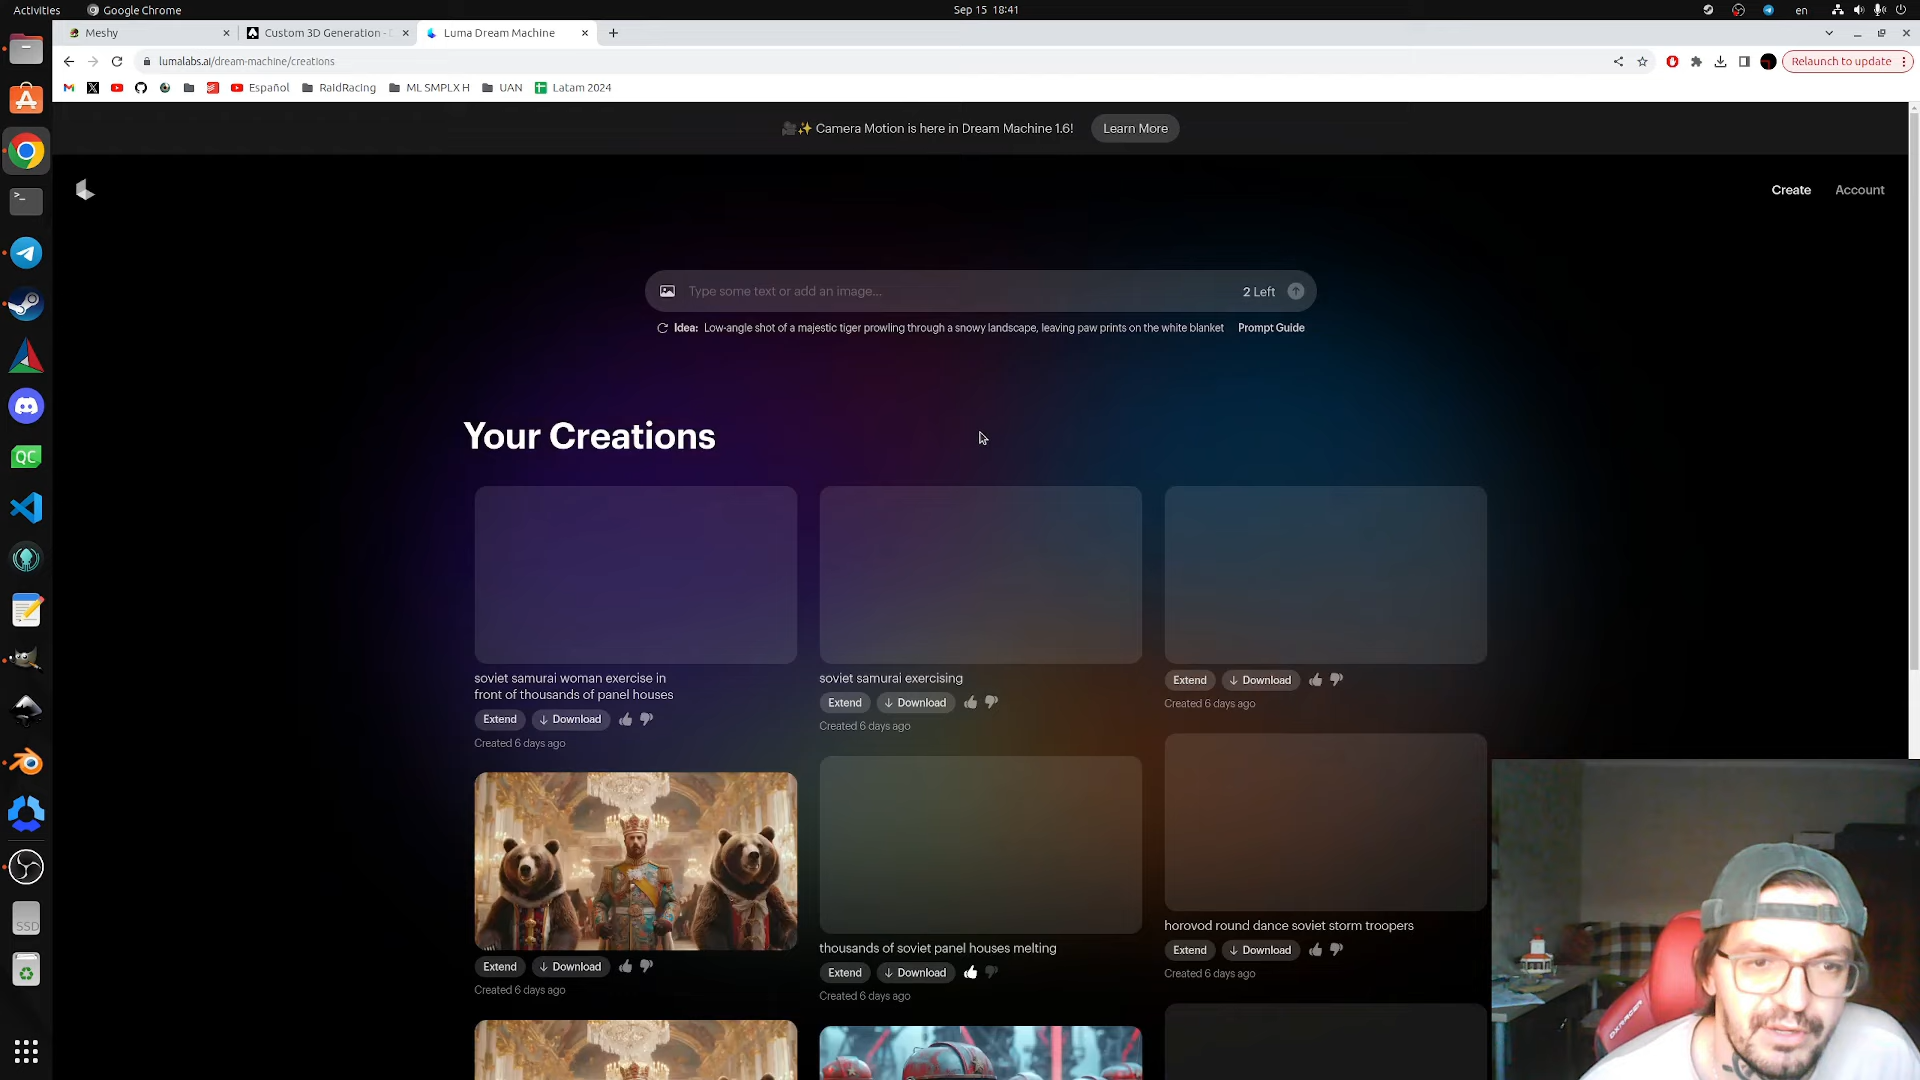 Activities
Google Chrome
Sep 15 18:41
en
Meshy
Custom 3D Generation -
Luma Dream Machine
lumalabs.ai/dream-machine/creations
Relaunch to update
Español
RaidRacing
ML SMPLX H
UAN
Latam 2024
Camera Motion is here in Dream Machine 1.6!
Learn More
Create
Account
Type some text or add an image...
2 Left
Idea: Low-angle shot of a majestic tiger prowling through a snowy landscape, leaving paw prints on the white blanket
Prompt Guide
Your Creations
soviet samurai woman exercise in
front of thousands of panel houses
Extend
Download
Created 6 days ago
soviet samurai exercising
Extend
Download
Created 6 days ago
Extend
Download
Created 6 days ago
Extend
Download
Created 6 days ago
thousands of soviet panel houses melting
Extend
Download
Created 6 days ago
horovod round dance soviet storm troopers
Extend
Download
Created 6 days ago
QC
SSD
DXRACER